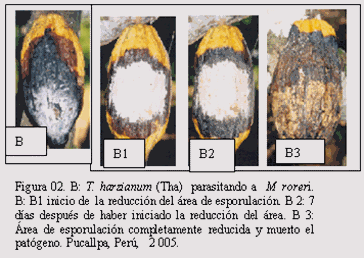 B
B1
B2
B3
Figura 02. B: T. harzianum (Tha) parasitando a M roreri.
B: B1 inicio de la reducción del área de esporulación. B 2: 7
días después de haber iniciado la reducción del área. B 3:
Área de esporulación completamente reducida y muerto el
patógeno. Pucallpa, Perú, 2 005.